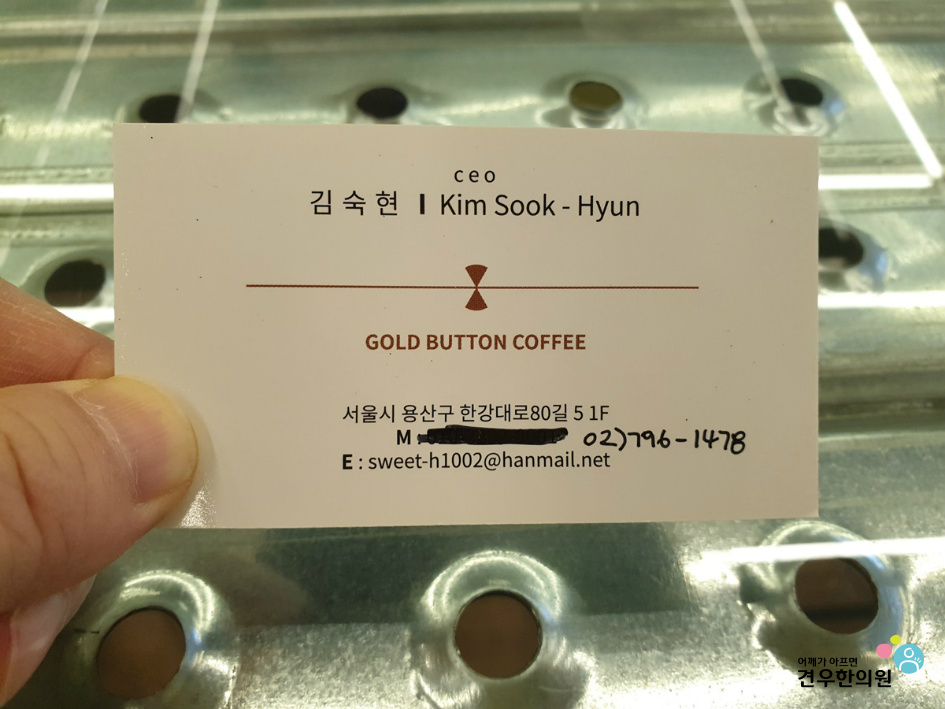 ceo
김숙현 I Kim Sook - Hyun
GOLD BUTTON COFFEE
서울시 용산구 한강대로80길 5 1F
M 02)796-1478
E : sweet-h1002@hanmail.net
어깨가 아프면
견우한의원